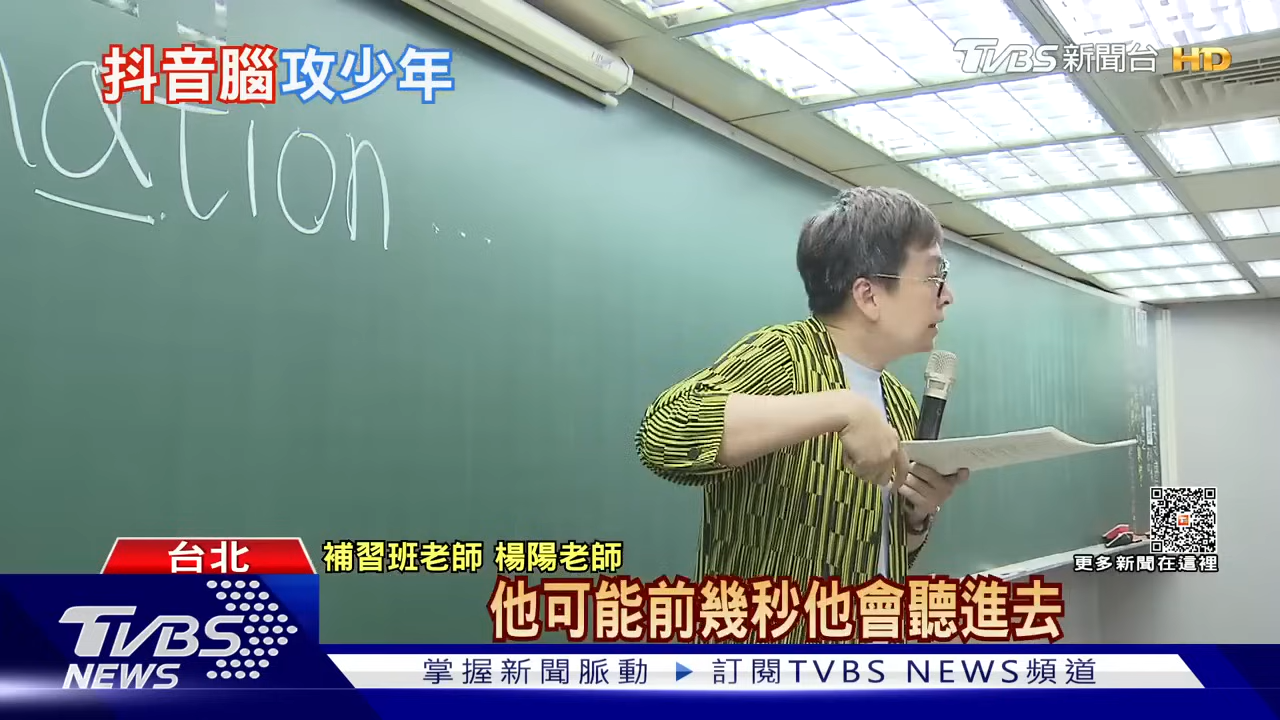 抖音腦攻少年
TVBS新聞台 HD
ation...
更多新聞在這裡
台北
補習班老師 楊陽老師
他可能前幾秒他會聽進去
TVBS
NEWS
掌握新聞脈動 ▶ 訂閱TVBS NEWS頻道